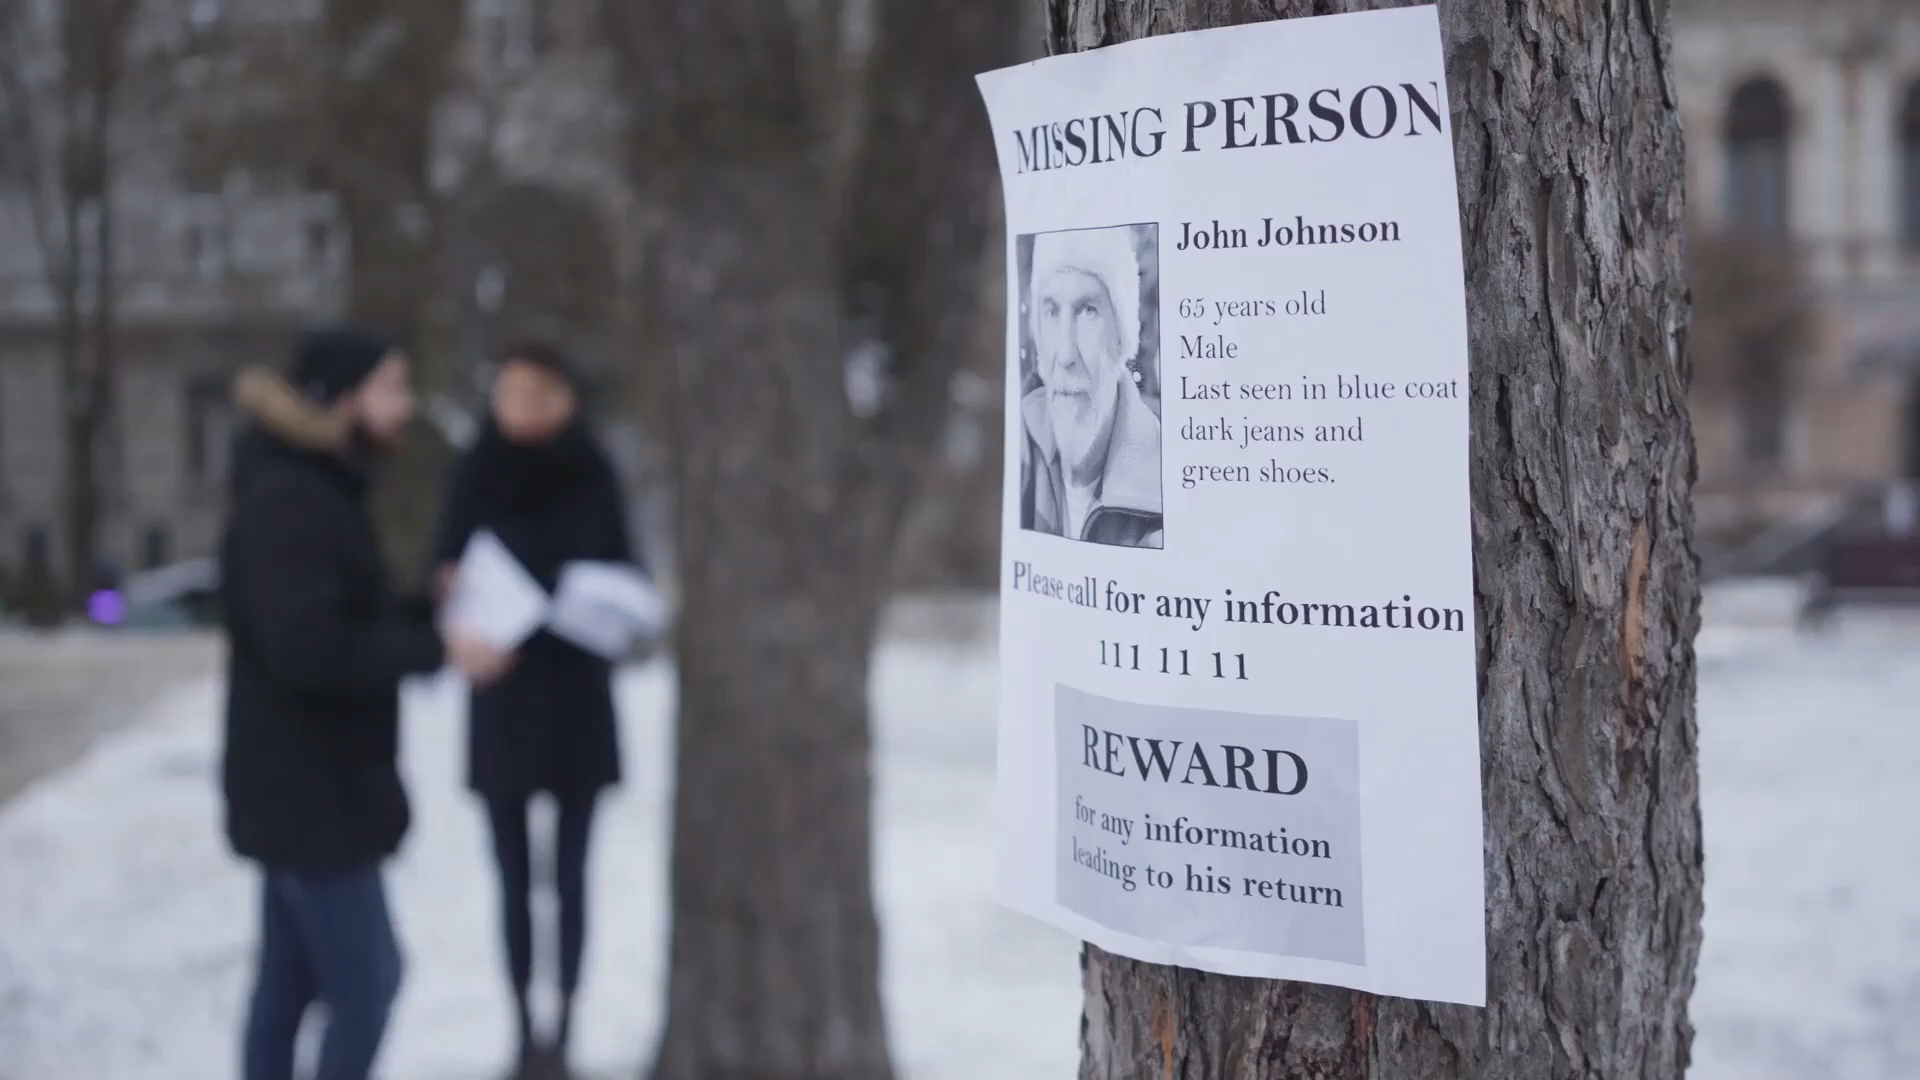 MISSING PERSON
John Johnson
65 years old
Male
Last seen in blue coat
dark jeans and
green shoes.
Please call for any information
111 11 11
REWARD
for any information
leading to his return